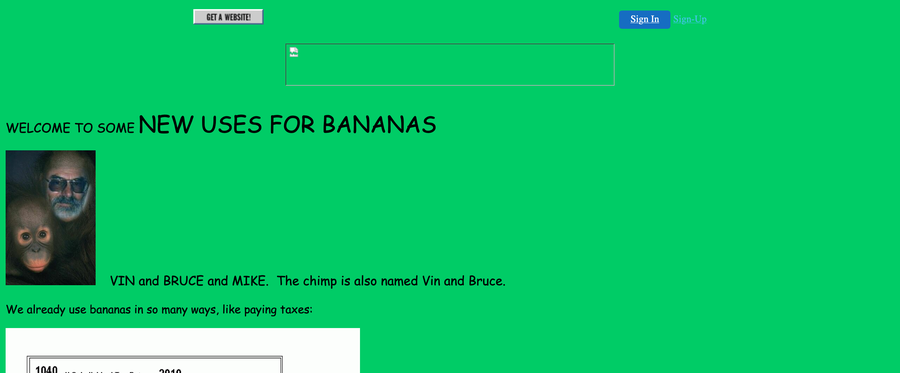 GET A WEBSITE!
Sign In Sign-Up
WELCOME TO SOME NEW USES FOR BANANAS
VIN and BRUCE and MIKE. The chimp is also named Vin and Bruce.
We already use bananas in so many ways, like paying taxes:
1040